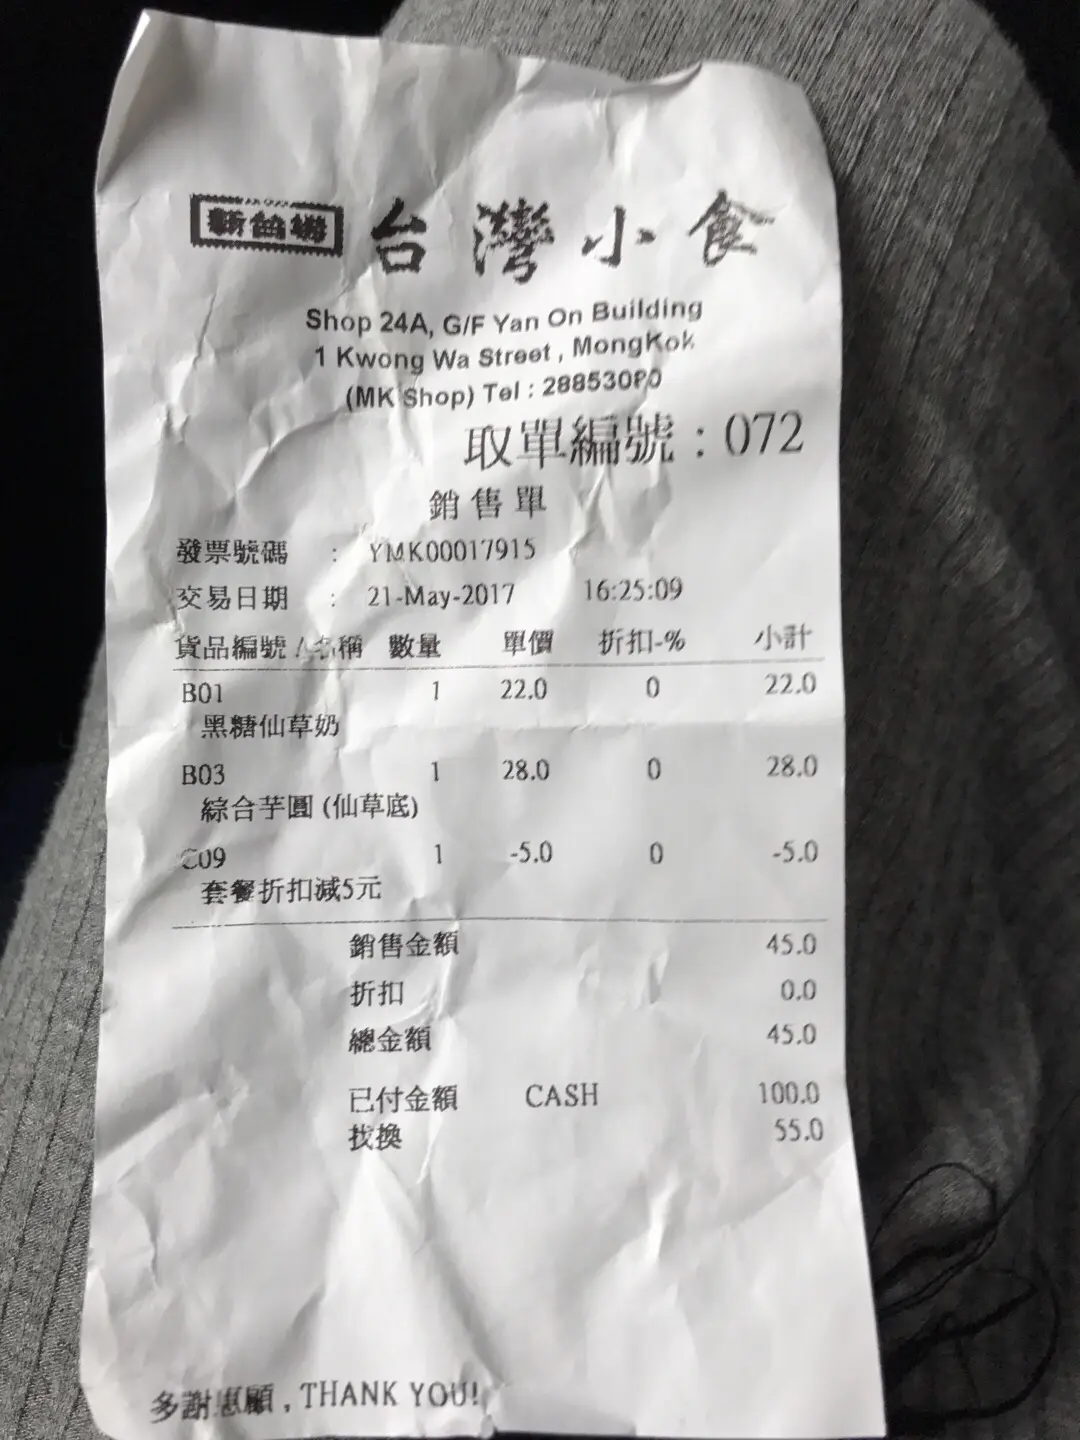 台灣小食
Shop 24A, G/F Yan On Building
1 Kwong Wa Street , MongKok
(MK Shop) Tel : 28853080
取單編號 : 072
銷售單
發票號碼 : YMK00017915
交易日期 : 21-May-2017 16:25:09
貨品編號 / 名稱 數量 單價 折扣-% 小計
B01 1 22.0 0 22.0
黑糖仙草奶
B03 1 28.0 0 28.0
綜合芋圓 (仙草底)
C09 1 -5.0 0 -5.0
套餐折扣減5元
銷售金額 45.0
折扣 0.0
總金額 45.0
已付金額 CASH 100.0
找換 55.0
多謝惠顧 , THANK YOU!